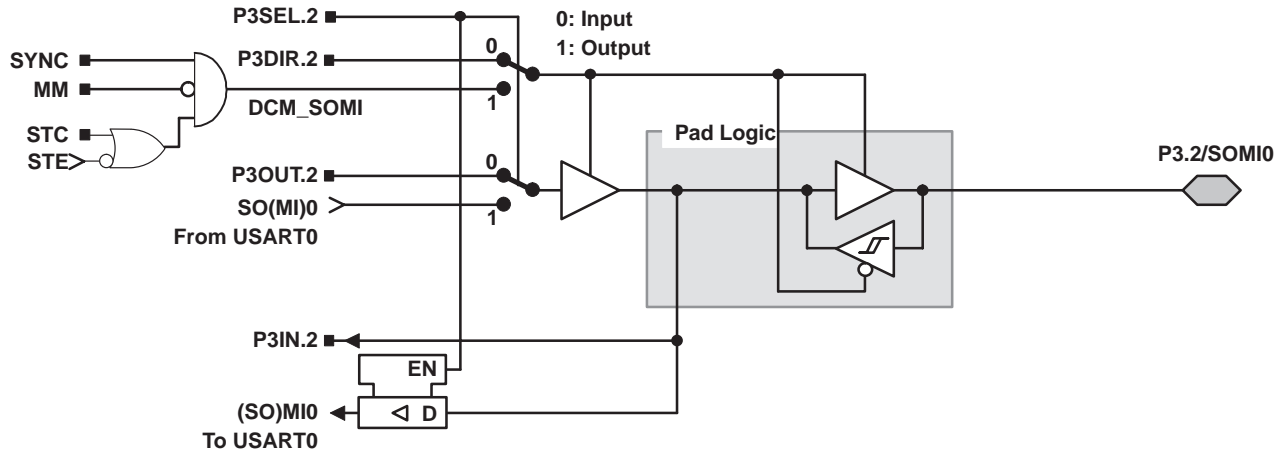 P3SEL.2
0: Input
1: Output
SYNC
P3DIR.2
0
MM
1
DCM_SOMI
STC
STE
Pad Logic
P3.2/SOMI0
P3OUT.2
0
SO(MI)0
1
From USART0
P3IN.2
EN
(SO)MI0
D
To USART0